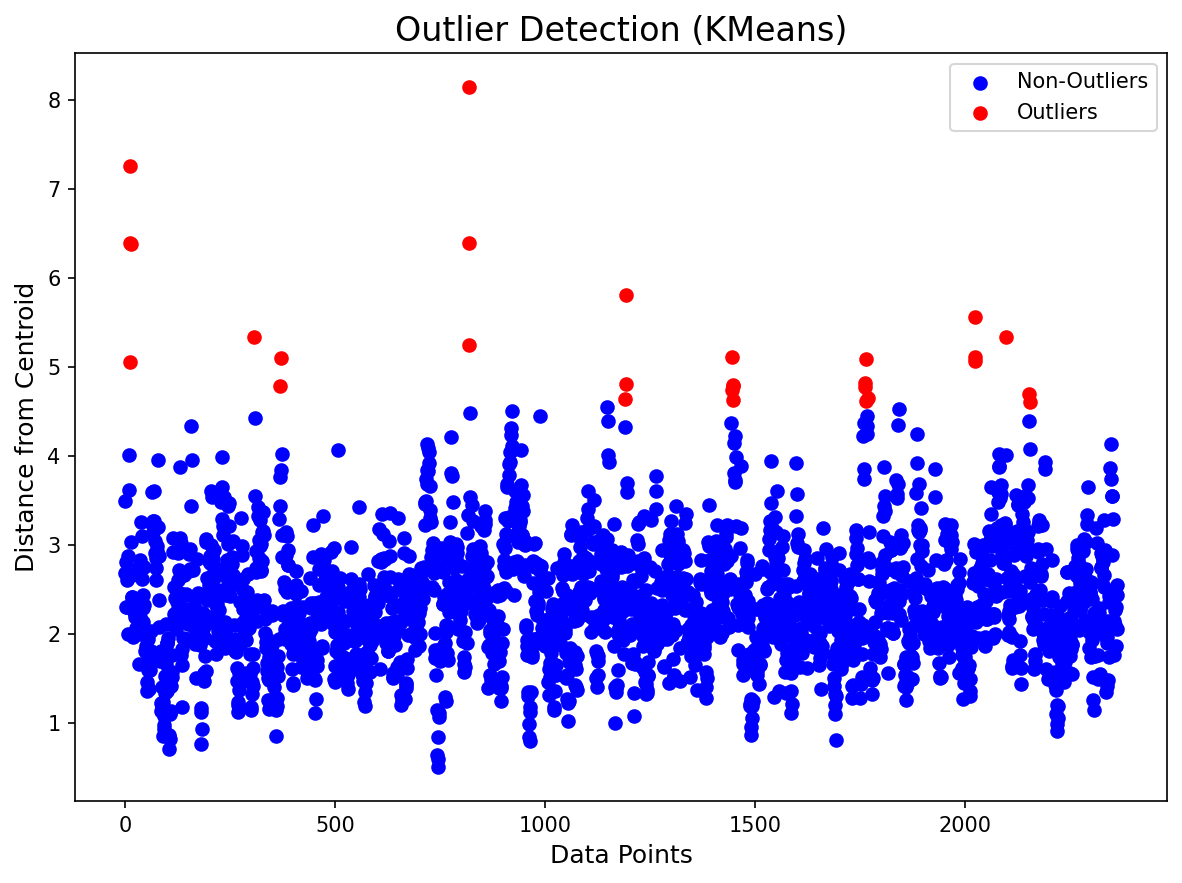 Outlier Detection (KMeans)
Non-Outliers
Outliers
8
7
6
5
4
3
2
1
Distance from Centroid
0
500
1000
1500
2000
Data Points